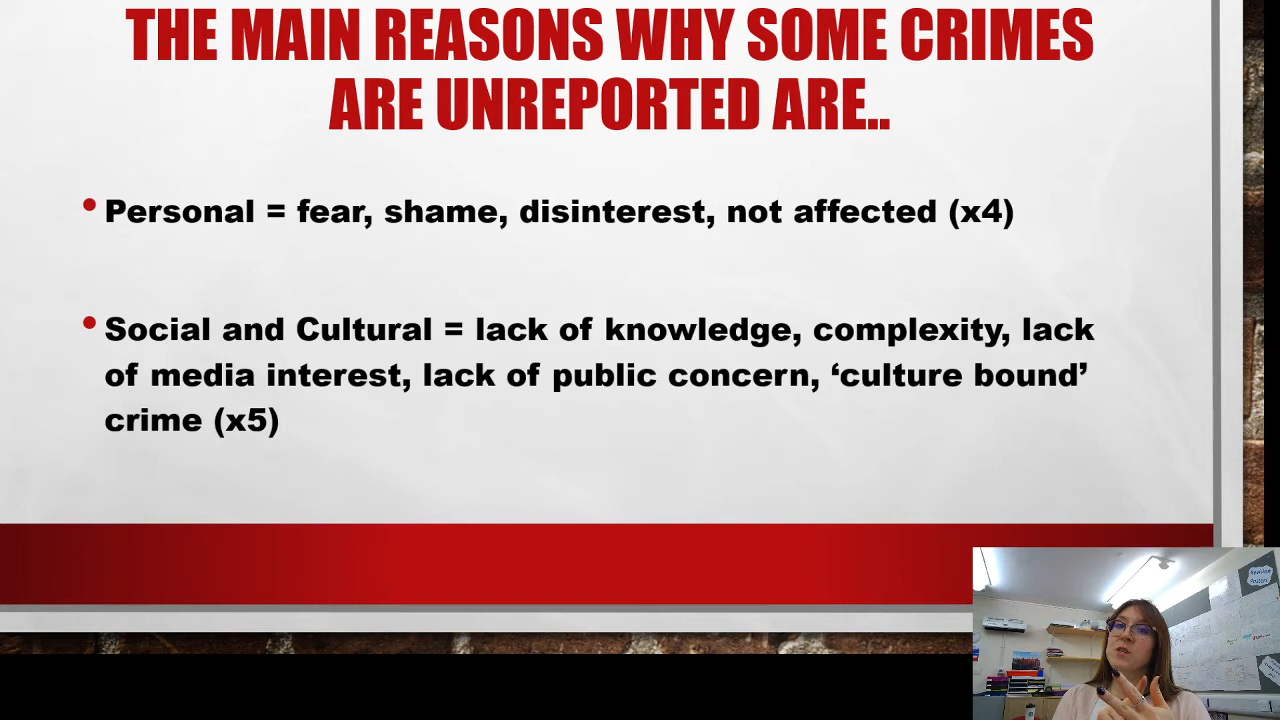 THE MAIN REASONS WHY SOME CRIMES
ARE UNREPORTED ARE..
•Personal = fear, shame, disinterest, not affected (x4)
•Social and Cultural = lack of knowledge, complexity, lack
of media interest, lack of public concern, ‘culture bound’
crime (x5)